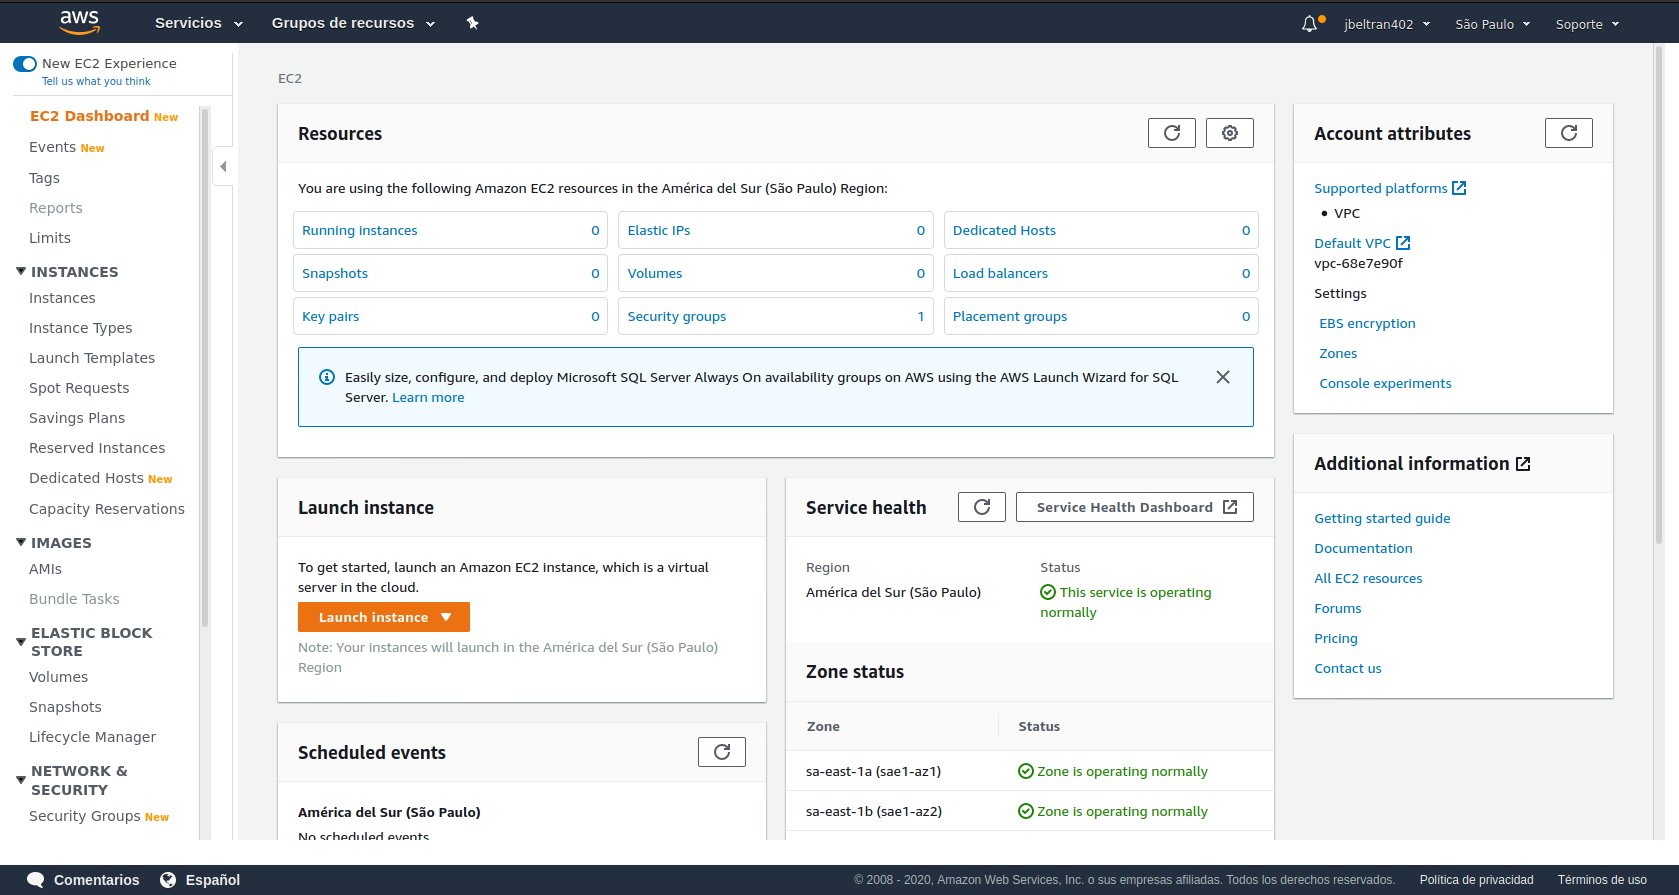 aws
Servicios
Grupos de recursos
jbeltran402
São Paulo
Soporte
New EC2 Experience
Tell us what you think
EC2 Dashboard New
Events New
Tags
Reports
Limits
INSTANCES
Instances
Instance Types
Launch Templates
Spot Requests
Savings Plans
Reserved Instances
Dedicated Hosts New
Capacity Reservations
IMAGES
AMIs
Bundle Tasks
ELASTIC BLOCK
STORE
Volumes
Snapshots
Lifecycle Manager
NETWORK &
SECURITY
Security Groups New
EC2
Resources
You are using the following Amazon EC2 resources in the América del Sur (São Paulo) Region:
Running instances 0
Elastic IPs 0
Dedicated Hosts 0
Snapshots 0
Volumes 0
Load balancers 0
Key pairs 0
Security groups 1
Placement groups 0
Easily size, configure, and deploy Microsoft SQL Server Always On availability groups on AWS using the AWS Launch Wizard for SQL
Server. Learn more
Launch instance
To get started, launch an Amazon EC2 instance, which is a virtual
server in the cloud.
Launch instance
Note: Your instances will launch in the América del Sur (São Paulo)
Region
Scheduled events
América del Sur (São Paulo)
No scheduled events
Service health
Service Health Dashboard
Region
América del Sur (São Paulo)
Status
This service is operating
normally
Zone status
Zone Status
sa-east-1a (sae1-az1) Zone is operating normally
sa-east-1b (sae1-az2) Zone is operating normally
Account attributes
Supported platforms
• VPC
Default VPC
vpc-68e7e90f
Settings
EBS encryption
Zones
Console experiments
Additional information
Getting started guide
Documentation
All EC2 resources
Forums
Pricing
Contact us
Comentarios
Español
© 2008 - 2020, Amazon Web Services, Inc. o sus empresas afiliadas. Todos los derechos reservados.
Política de privacidad
Términos de uso